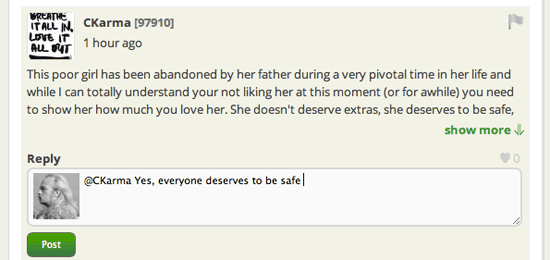 BREATHE
IT ALL IN.
LOVE IT
ALL OUT
CKarma [97910]
1 hour ago
This poor girl has been abandoned by her father during a very pivotal time in her life and
while I can totally understand your not liking her at this moment (or for awhile) you need
to show her how much you love her. She doesn't deserve extras, she deserves to be safe,
show more
Reply
0
@CKarma Yes, everyone deserves to be safe
Post